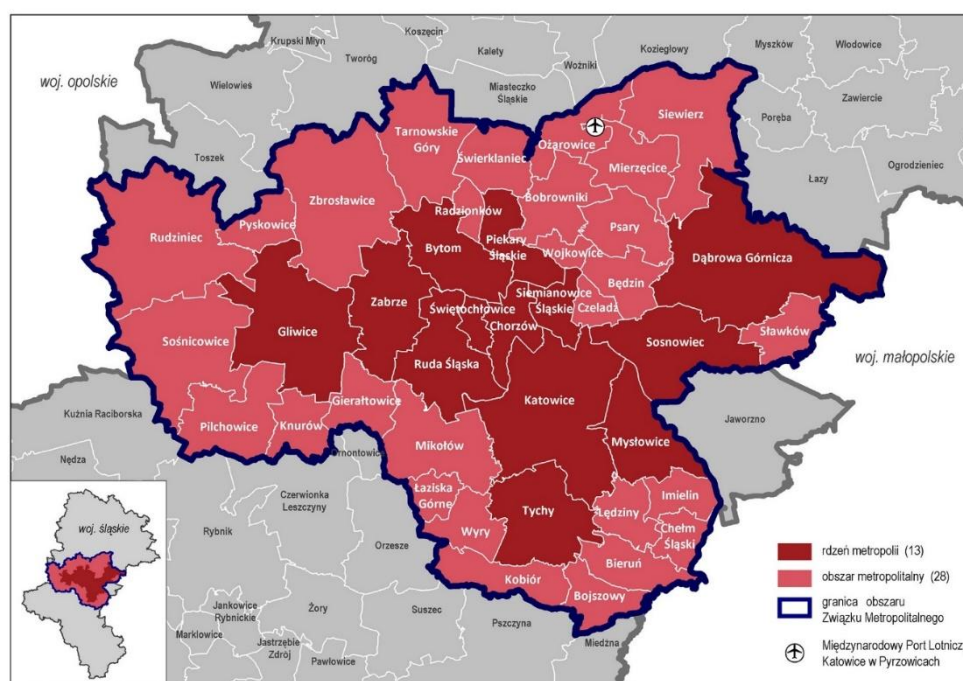 woj. opolskie
Krupski Młyn
Koszęcin
Tworóg
Kalety
Woźniki
Koziegłowy
Myszków
Włodowice
Wielowieś
Miasteczko
Śląskie
Poręba
Zawiercie
Siewierz
Tarnowskie
Góry
Świerklaniec
Ożarowice
Mierzęcice
Ogrodzieniec
Toszek
Łazy
Zbrosławice
Bobrowniki
Pyskowice
Radzionków
Psary
Rudziniec
Bytom
Piekary
Śląskie
Wojkowice
Dąbrowa Górnicza
Będzin
Zabrze
Siemianowice
Śląskie
Czeladź
Świętochłowice
Chorzów
Gliwice
Sławków
Sośnicowice
Sosnowiec
Ruda Śląska
woj. małopolskie
Katowice
Gierałtowice
Kuźnia Raciborska
Jaworzno
Pilchowice
Knurów
Mikołów
Mysłowice
Ornontowice
Nędza
Czerwionka
Leszczyny
Łaziska
Górne
Imielin
Tychy
Lędziny
woj. śląskie
Rybnik
Orzesze
Wyry
Chełm
Śląski
Bieruń
Kobiór
Bojszowy
Jankowice
Rybnickie
Żory
Suszec
Pszczyna
Marklowice
Jastrzębie
Zdrój
Pawłowice
Miedźna
rdzeń metropolii (13)
obszar metropolitalny (28)
granica obszaru
Związku Metropolitalnego
Międzynarodowy Port Lotnicz
Katowice w Pyrzowicach